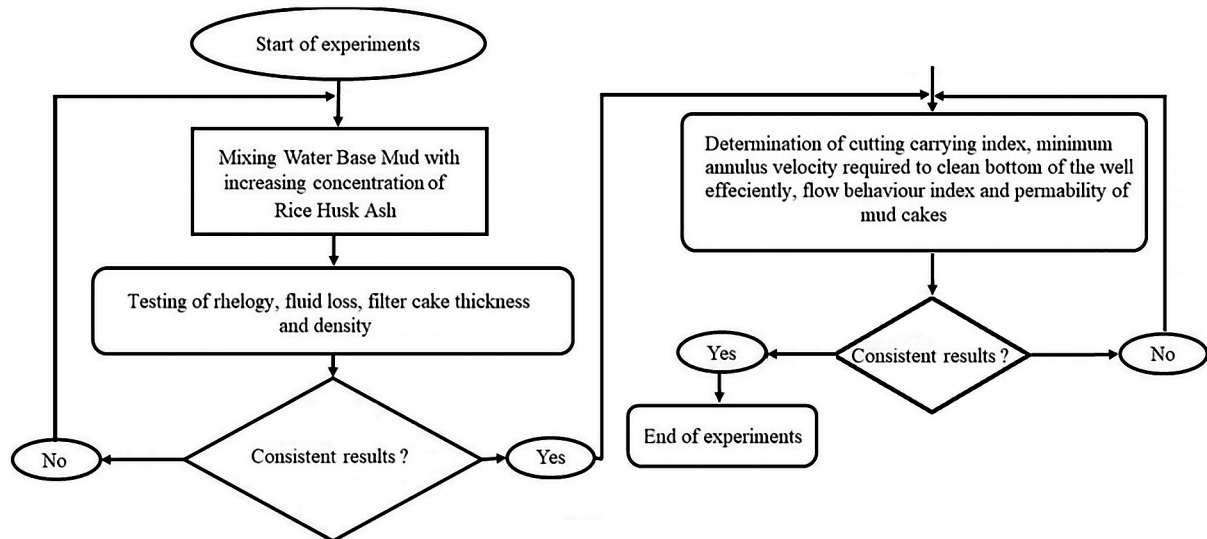 Start of experiments
Mixing Water Base Mud with
increasing concentration of
Rice Husk Ash
Testing of rhelogy, fluid loss, filter cake thickness
and density
Consistent results ?
No
Yes
Determination of cutting carrying index, minimum
annulus velocity required to clean bottom of the well
effeciently, flow behaviour index and permability of
mud cakes
Consistent results ?
Yes
No
End of experiments